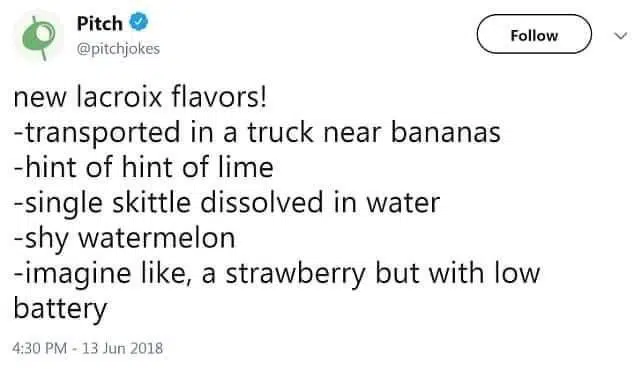 Pitch
@pitchjokes
Follow
new lacroix flavors!
-transported in a truck near bananas
-hint of hint of lime
-single skittle dissolved in water
-shy watermelon
-imagine like, a strawberry but with low
battery
4:30 PM - 13 Jun 2018